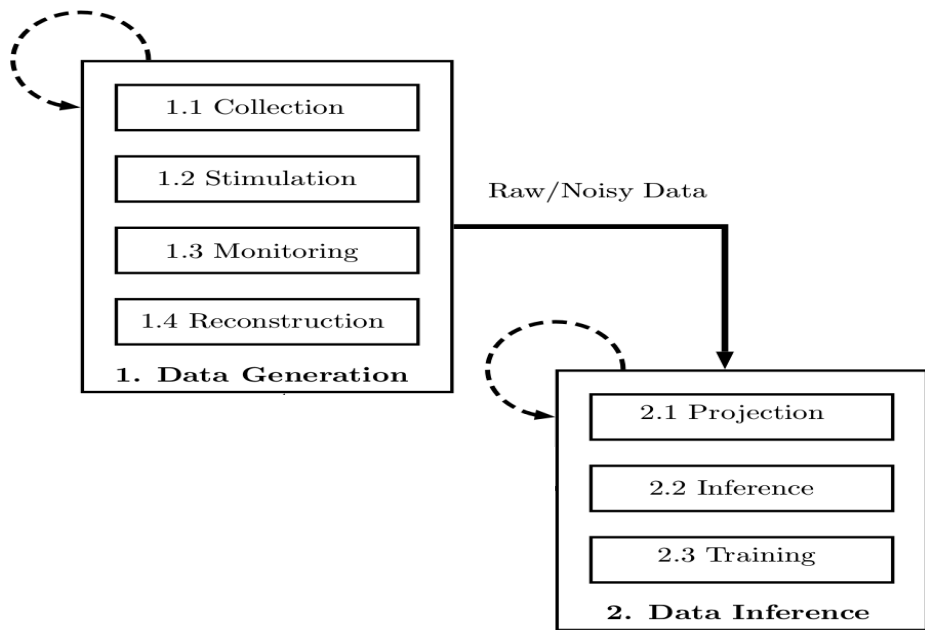 1.1 Collection
1.2 Stimulation
1.3 Monitoring
1.4 Reconstruction
1. Data Generation
Raw/Noisy Data
2.1 Projection
2.2 Inference
2.3 Training
2. Data Inference